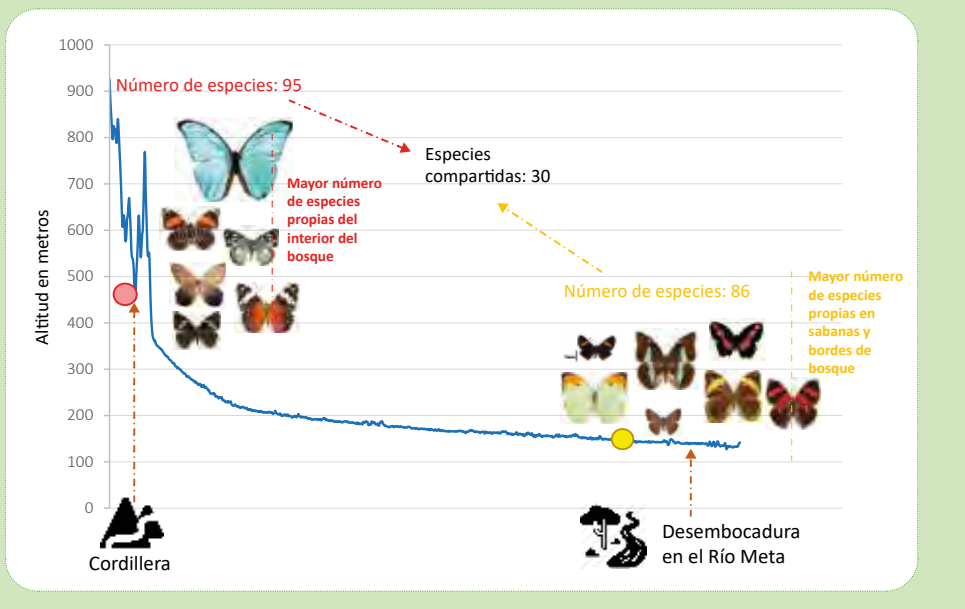 1000
900
800
700
600
500
400
300
200
100
0
Altitud en metros
Número de especies: 95
Especies
compartidas: 30
Mayor número
de especies
propias del
interior del
bosque
Número de especies: 86
Mayor número
de especies
propias en
sabanas y
bordes de
bosque
Cordillera
Desembocadura
en el Río Meta